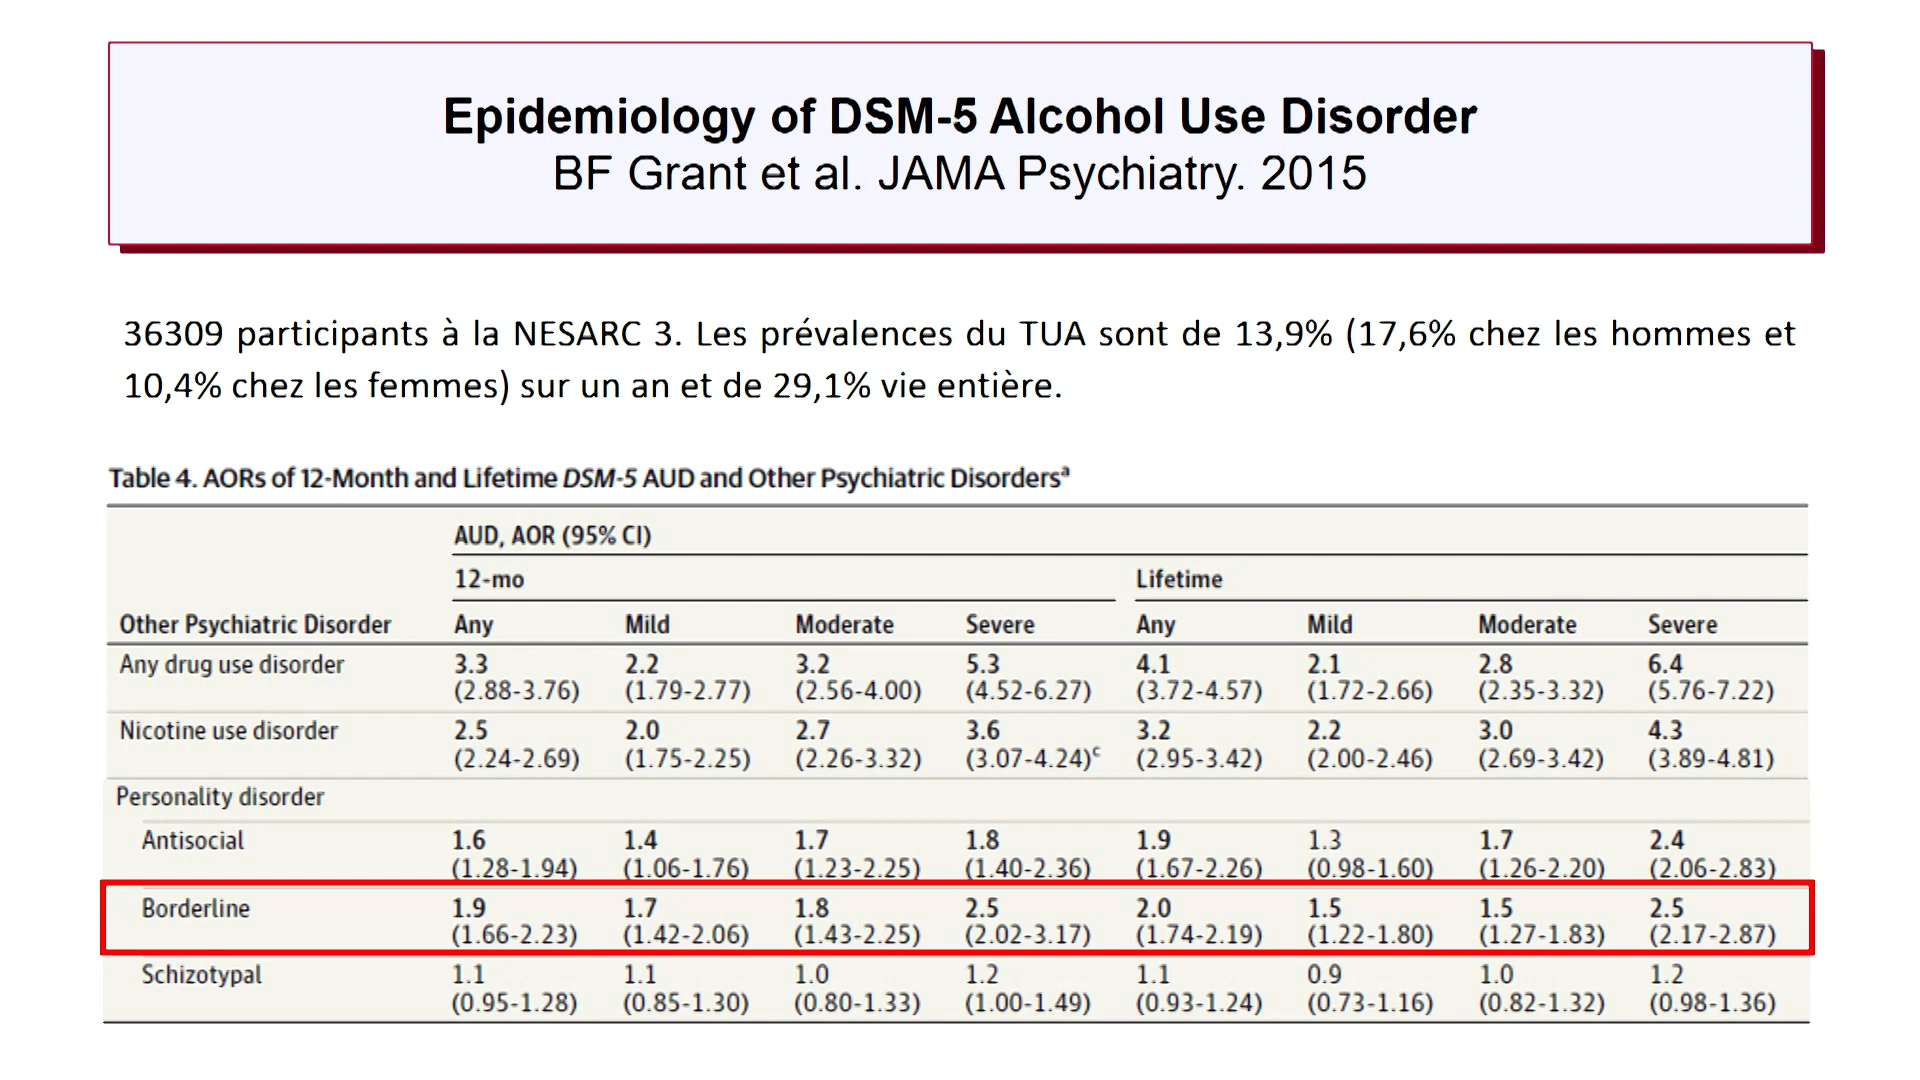 Epidemiology of DSM-5 Alcohol Use Disorder
BF Grant et al. JAMA Psychiatry. 2015
36309 participants à la NESARC 3. Les prévalences du TUA sont de 13,9% (17,6% chez les hommes et
10,4% chez les femmes) sur un an et de 29,1% vie entière.
Table 4. AORs of 12-Month and Lifetime DSM-5 AUD and Other Psychiatric Disordersa
AUD, AOR (95% CI)
12-mo Lifetime
Other Psychiatric Disorder Any Mild Moderate Severe Any Mild Moderate Severe
Any drug use disorder 3.3 2.2 3.2 5.3 4.1 2.1 2.8 6.4
(2.88-3.76) (1.79-2.77) (2.56-4.00) (4.52-6.27) (3.72-4.57) (1.72-2.66) (2.35-3.32) (5.76-7.22)
Nicotine use disorder 2.5 2.0 2.7 3.6 3.2 2.2 3.0 4.3
(2.24-2.69) (1.75-2.25) (2.26-3.32) (3.07-4.24)c (2.95-3.42) (2.00-2.46) (2.69-3.42) (3.89-4.81)
Personality disorder
Antisocial 1.6 1.4 1.7 1.8 1.9 1.3 1.7 2.4
(1.28-1.94) (1.06-1.76) (1.23-2.25) (1.40-2.36) (1.67-2.26) (0.98-1.60) (1.26-2.20) (2.06-2.83)
Borderline 1.9 1.7 1.8 2.5 2.0 1.5 1.5 2.5
(1.66-2.23) (1.42-2.06) (1.43-2.25) (2.02-3.17) (1.74-2.19) (1.22-1.80) (1.27-1.83) (2.17-2.87)
Schizotypal 1.1 1.1 1.0 1.2 1.1 0.9 1.0 1.2
(0.95-1.28) (0.85-1.30) (0.80-1.33) (1.00-1.49) (0.93-1.24) (0.73-1.16) (0.82-1.32) (0.98-1.36)